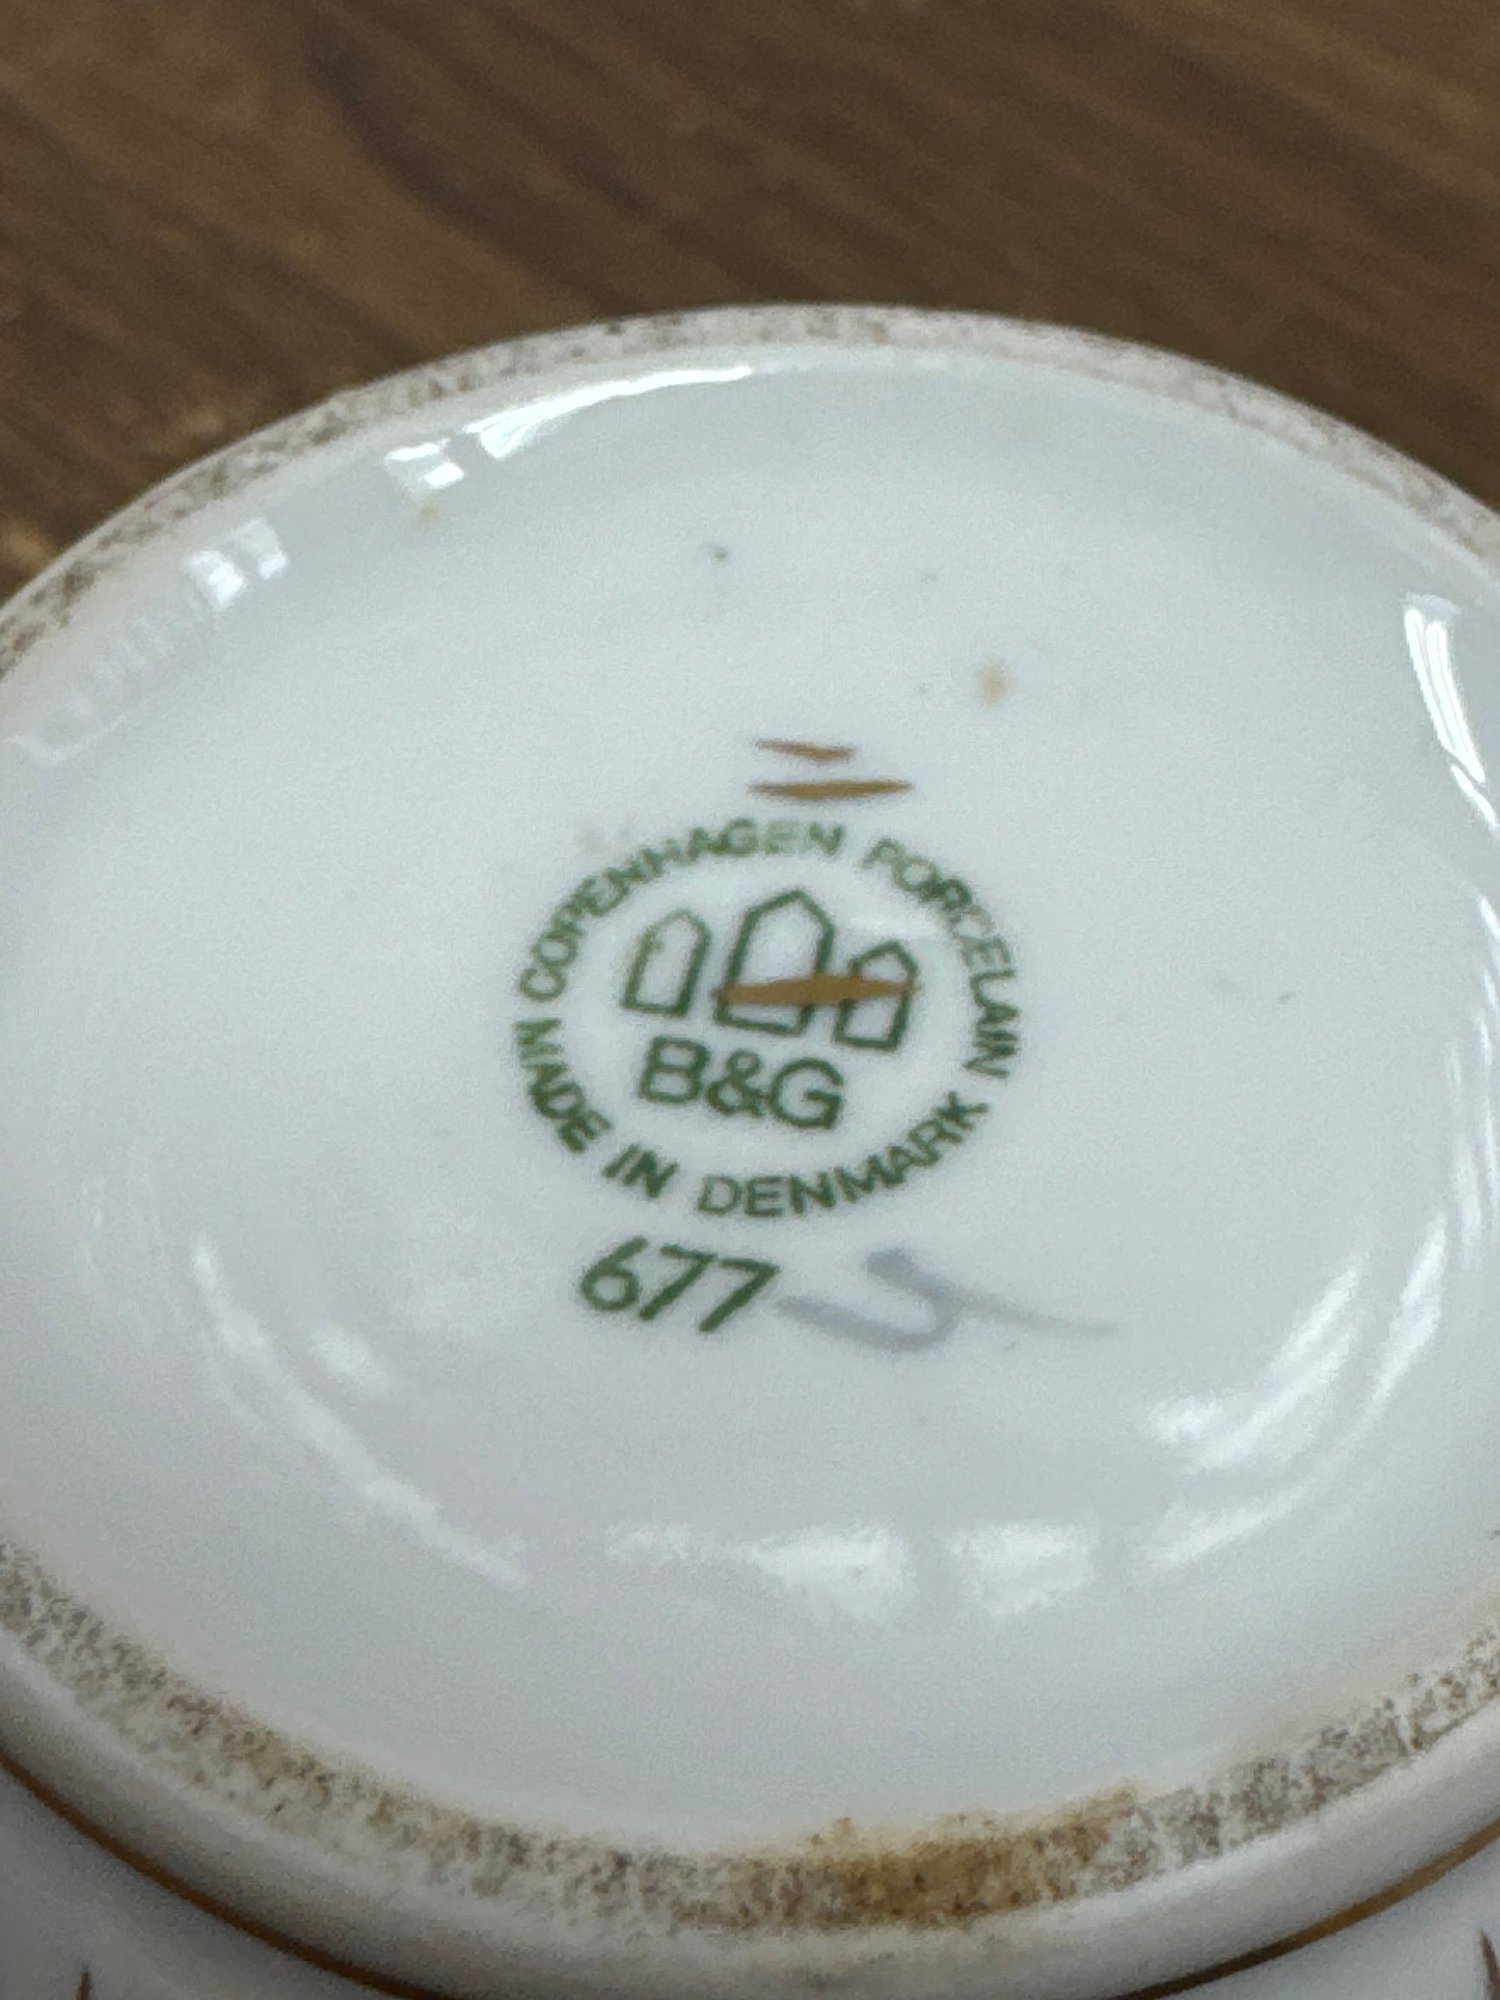 COPENHAGEN PORCELAIN
B&G
MADE IN DENMARK
677